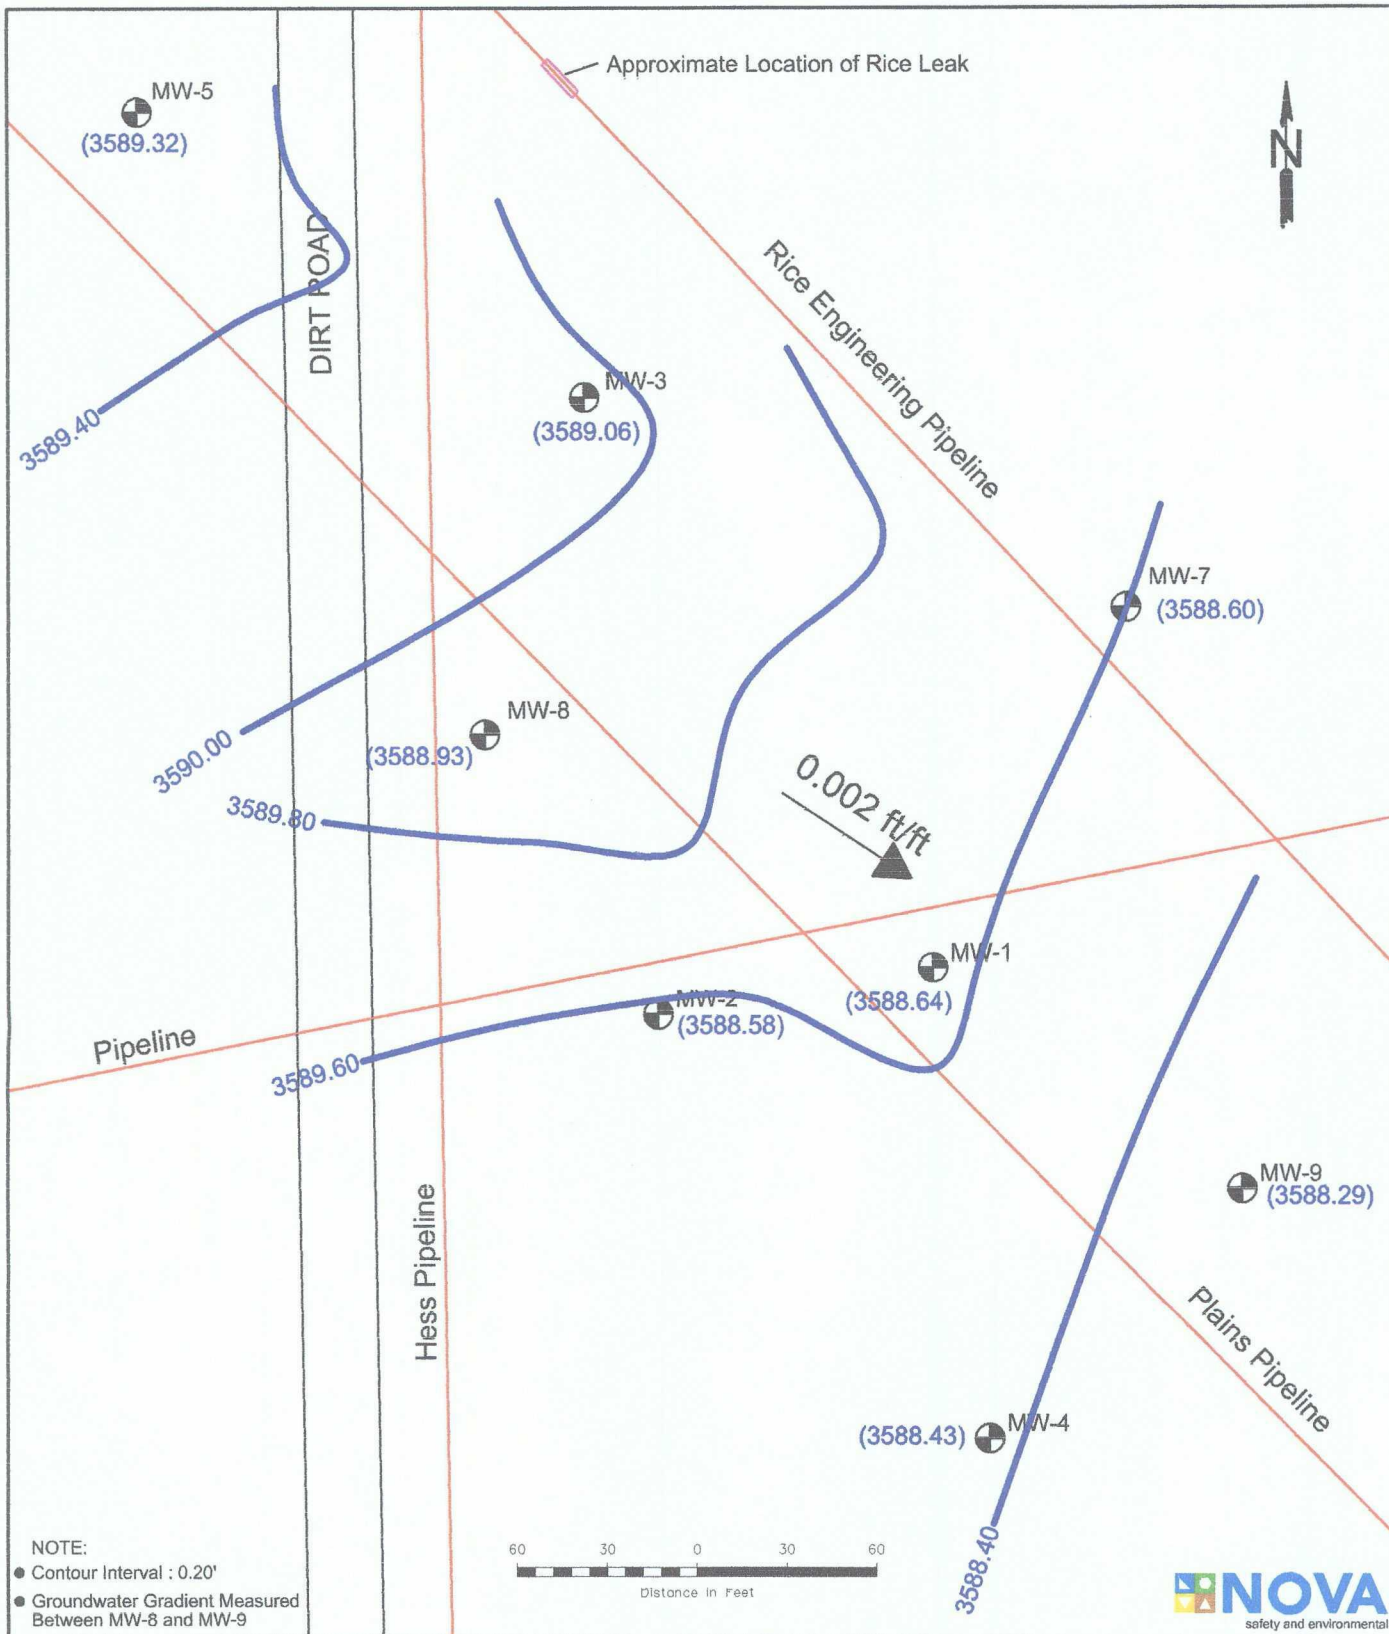 Approximate Location of Rice Leak
MW-5
(3589.32)
N
DIRT ROAD
Rice Engineering Pipeline
MW-3
(3589.06)
3589.40
MW-7
(3588.60)
MW-8
(3588.93)
3590.00
3589.80
0.002 ft/ft
MW-1
(3588.64)
MW-2
(3588.58)
Pipeline
3589.60
MW-9
(3588.29)
Hess Pipeline
Plains Pipeline
(3588.43)
MW-4
3588.40
NOTE:
Contour Interval : 0.20'
Groundwater Gradient Measured
Between MW-8 and MW-9
60 30 0 30 60
Distance in Feet
NOVA
safety and environmental